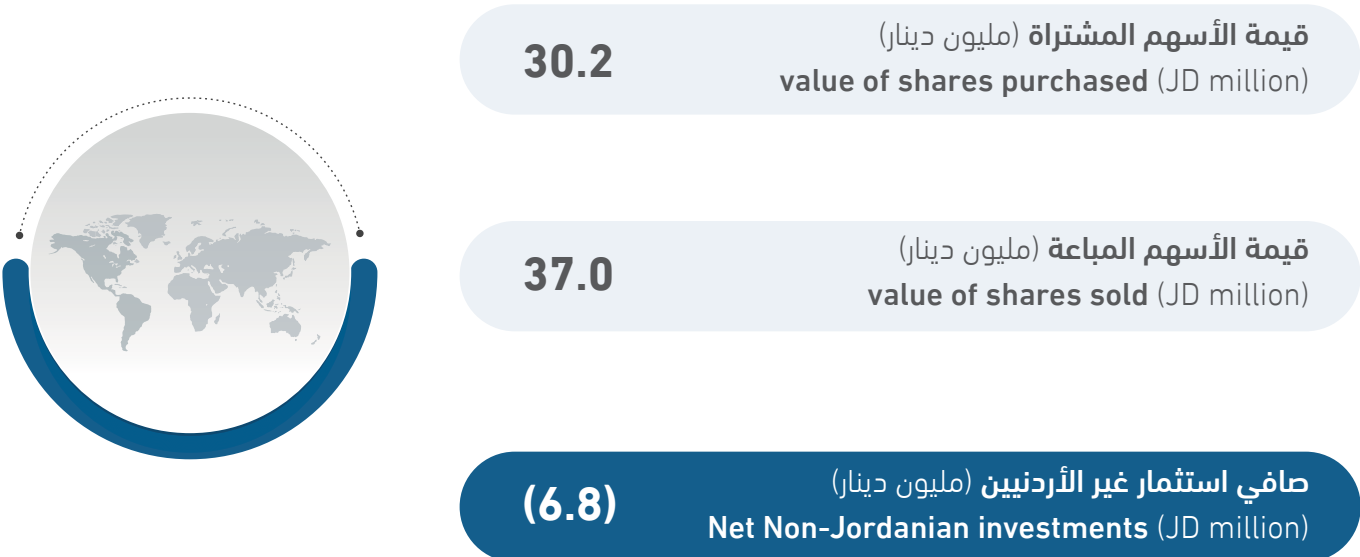 قيمة الأسهم المشتراة (مليون دينار)
30.2
value of shares purchased (JD million)
قيمة الأسهم المباعة (مليون دينار)
37.0
value of shares sold (JD million)
صافي استثمار غير الأردنيين (مليون دينار)
(6.8)
Net Non-Jordanian investments (JD million)